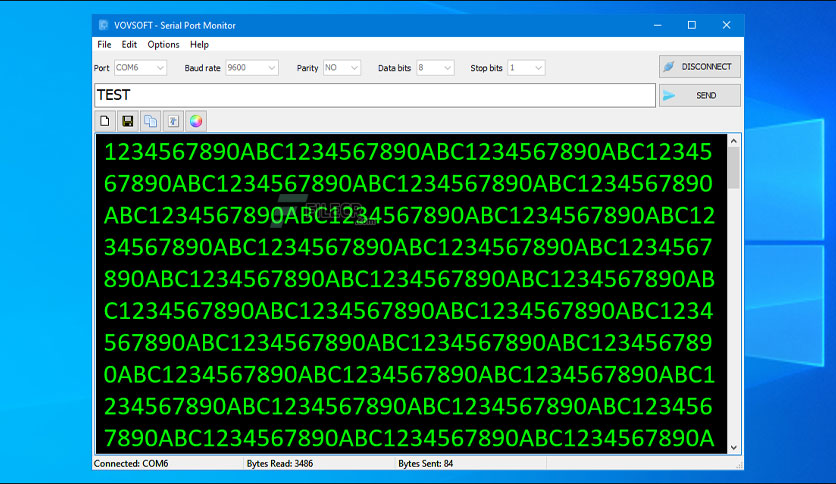 VOVSOFT - Serial Port Monitor
File Edit Options Help
Port COM6 Baud rate 9600 Parity NO Data bits 8 Stop bits 1 DISCONNECT
TEST SEND
1234567890ABC1234567890ABC1234567890ABC12345
67890ABC1234567890ABC1234567890ABC1234567890
ABC1234567890ABC1234567890ABC1234567890ABC12
34567890ABC1234567890ABC1234567890ABC1234567
890ABC1234567890ABC1234567890ABC1234567890AB
C1234567890ABC1234567890ABC1234567890ABC1234
567890ABC1234567890ABC1234567890ABC123456789
0ABC1234567890ABC1234567890ABC1234567890ABC1
234567890ABC1234567890ABC1234567890ABC123456
7890ABC1234567890ABC1234567890ABC1234567890A
Connected: COM6 Bytes Read: 3486 Bytes Sent: 84